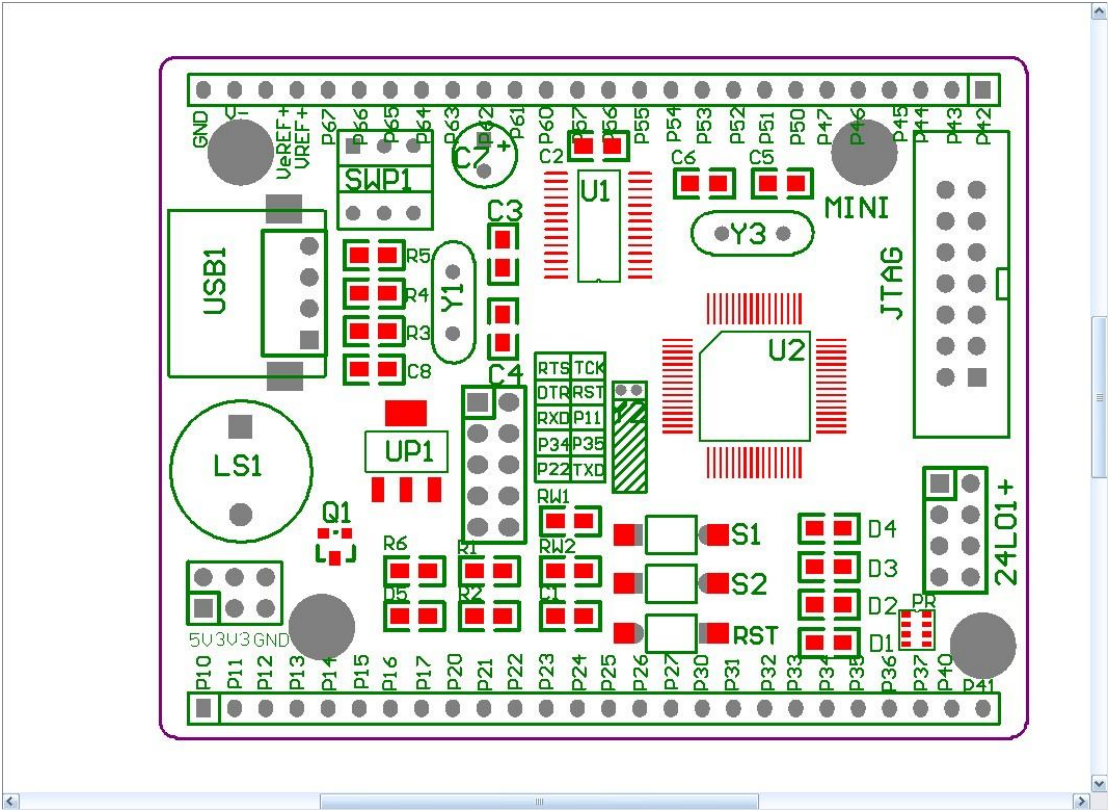 GND VeREF+ VREF+ P67 P66 P65 P64 P63 P62 P61 P60 P57 P56 P55 P54 P53 P52 P51 P50 P47 P46 P45 P44 P43 P42
C7 + C2 C6 C5
SWP1 U1
C3 MINI
Y3
USB1 R5 JTAG
R4 Y1
R3
U2
C8 C4
RTS TCK
DTR RST
RXD P11
P34 P35
P22 TXD
UP1
LS1
RW1
Q1 S1 D4 24L01+
R6 R1 RW2
D3
S2
D5 R2 C1 D2 PR
RST D1
5V 3V3 GND
P10 P11 P12 P13 P14 P15 P16 P17 P20 P21 P22 P23 P24 P25 P26 P27 P30 P31 P32 P33 P34 P35 P36 P37 P40 P41